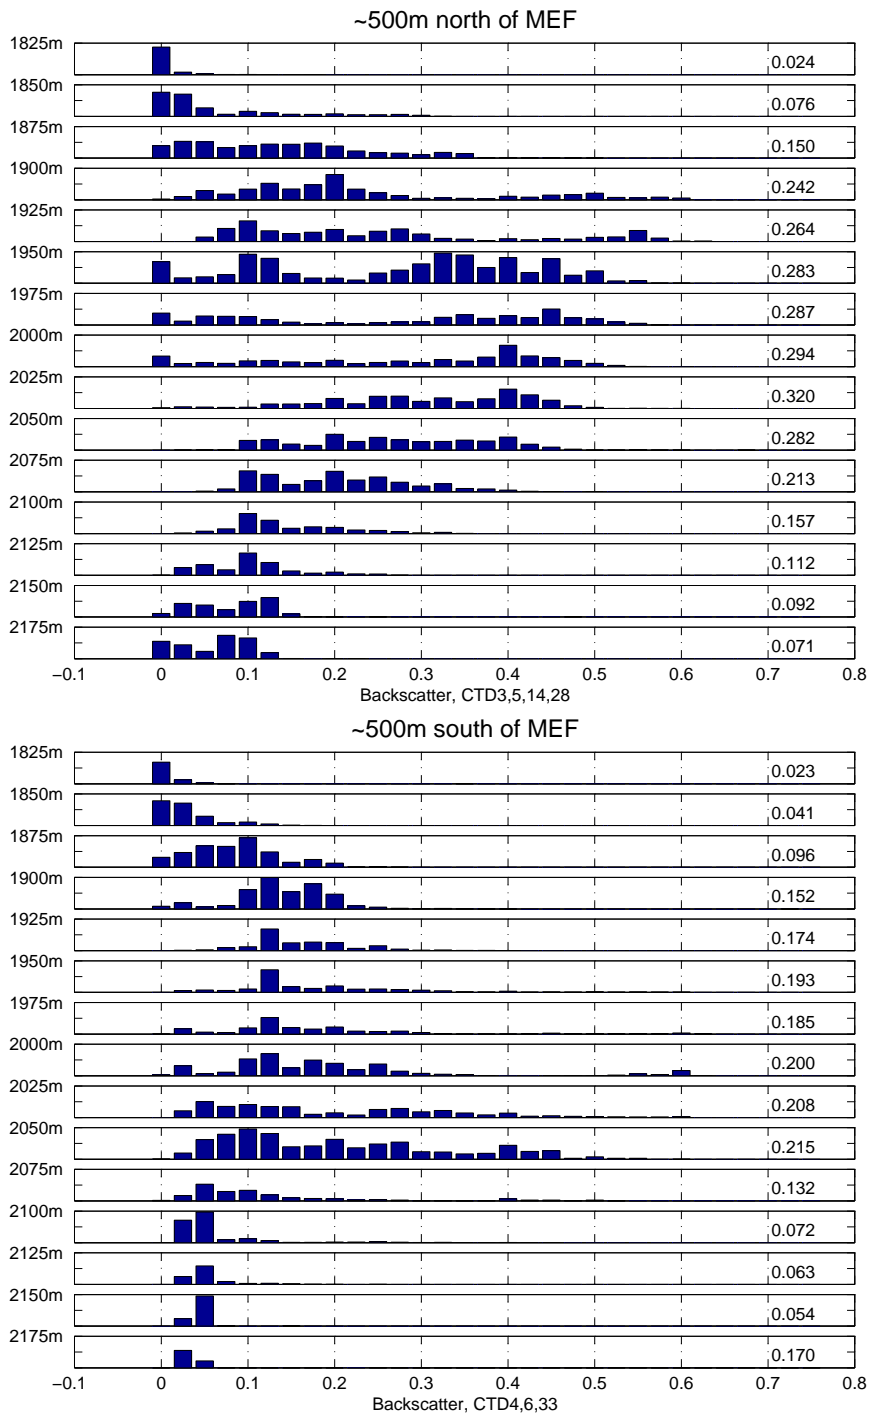 ~500m north of MEF
1825m
0.024
1850m
0.076
1875m
0.150
1900m
0.242
1925m
0.264
1950m
0.283
1975m
0.287
2000m
0.294
2025m
0.320
2050m
0.282
2075m
0.213
2100m
0.157
2125m
0.112
2150m
0.092
2175m
0.071
−0.1 0 0.1 0.2 0.3 0.4 0.5 0.6 0.7 0.8
Backscatter, CTD3,5,14,28
~500m south of MEF
1825m
0.023
1850m
0.041
1875m
0.096
1900m
0.152
1925m
0.174
1950m
0.193
1975m
0.185
2000m
0.200
2025m
0.208
2050m
0.215
2075m
0.132
2100m
0.072
2125m
0.063
2150m
0.054
2175m
0.170
−0.1 0 0.1 0.2 0.3 0.4 0.5 0.6 0.7 0.8
Backscatter, CTD4,6,33